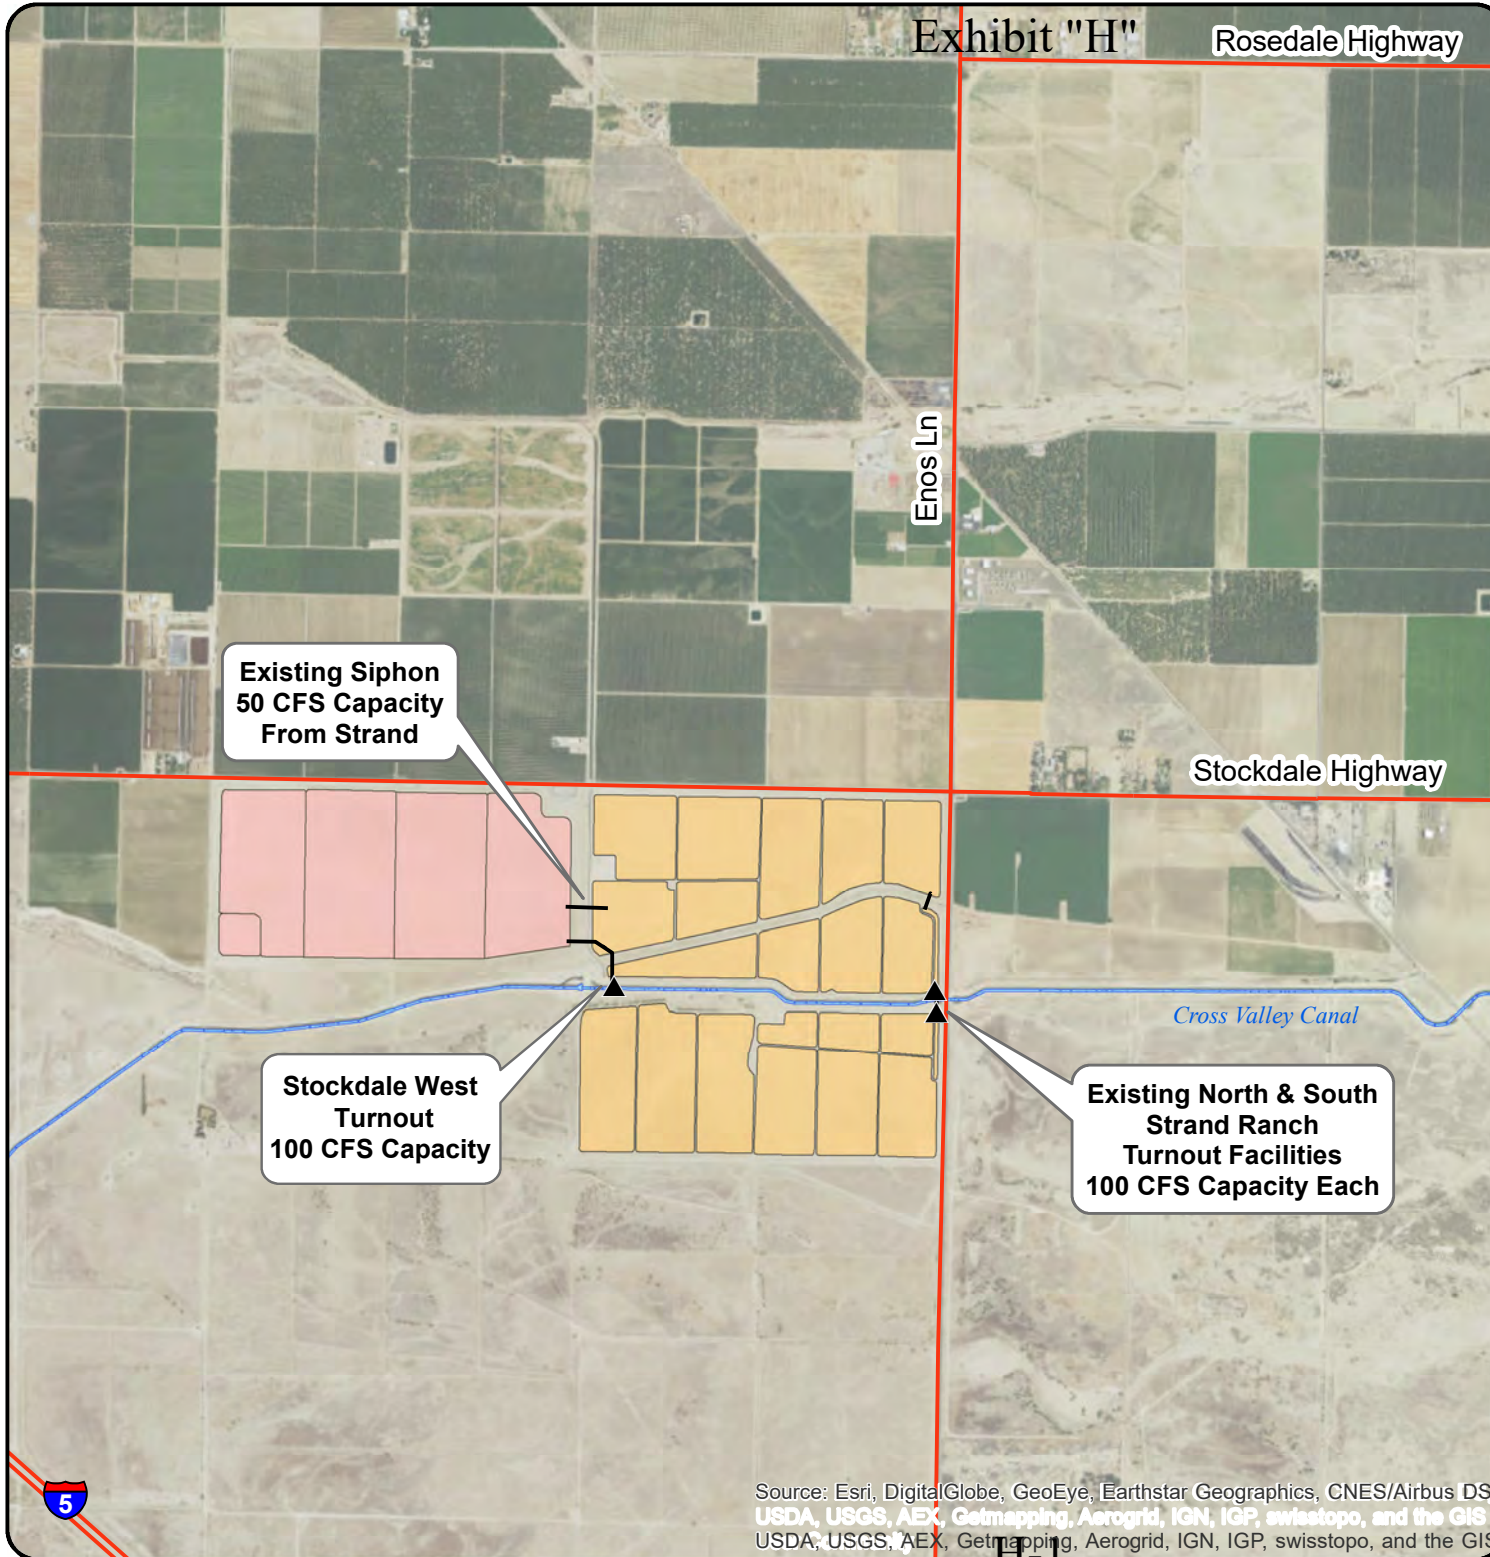 Exhibit "H"
Rosedale Highway
Enos Ln
Existing Siphon
50 CFS Capacity
From Strand
Stockdale Highway
Cross Valley Canal
Stockdale West
Turnout
100 CFS Capacity
Existing North & South
Strand Ranch
Turnout Facilities
100 CFS Capacity Each
5
Source: Esri, DigitalGlobe, GeoEye, Earthstar Geographics, CNES/Airbus DS,
USDA, USGS, AEX, Getmapping, Aerogrid, IGN, IGP, swisstopo, and the GIS
USDA, USGS, AEX, Getmapping, Aerogrid, IGN, IGP, swisstopo, and the GIS
H-1